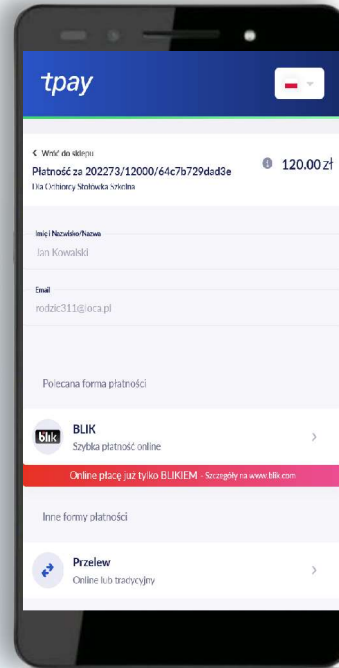 tpay
Wróć do sklepu
Płatność za 202273/12000/64c7b729dad3e
120.00 zł
Dla Odbiorcy Stołówka Szkolna
Imię i Nazwisko/Nazwa
Jan Kowalski
Email
rodzic311@loca.pl
Polecana forma płatności
blik
BLIK
Szybka płatność online
Online płacę już tylko BLIKIEM - Szczegóły na www.blik.com
Inne formy płatności
Przelew
Online lub tradycyjny